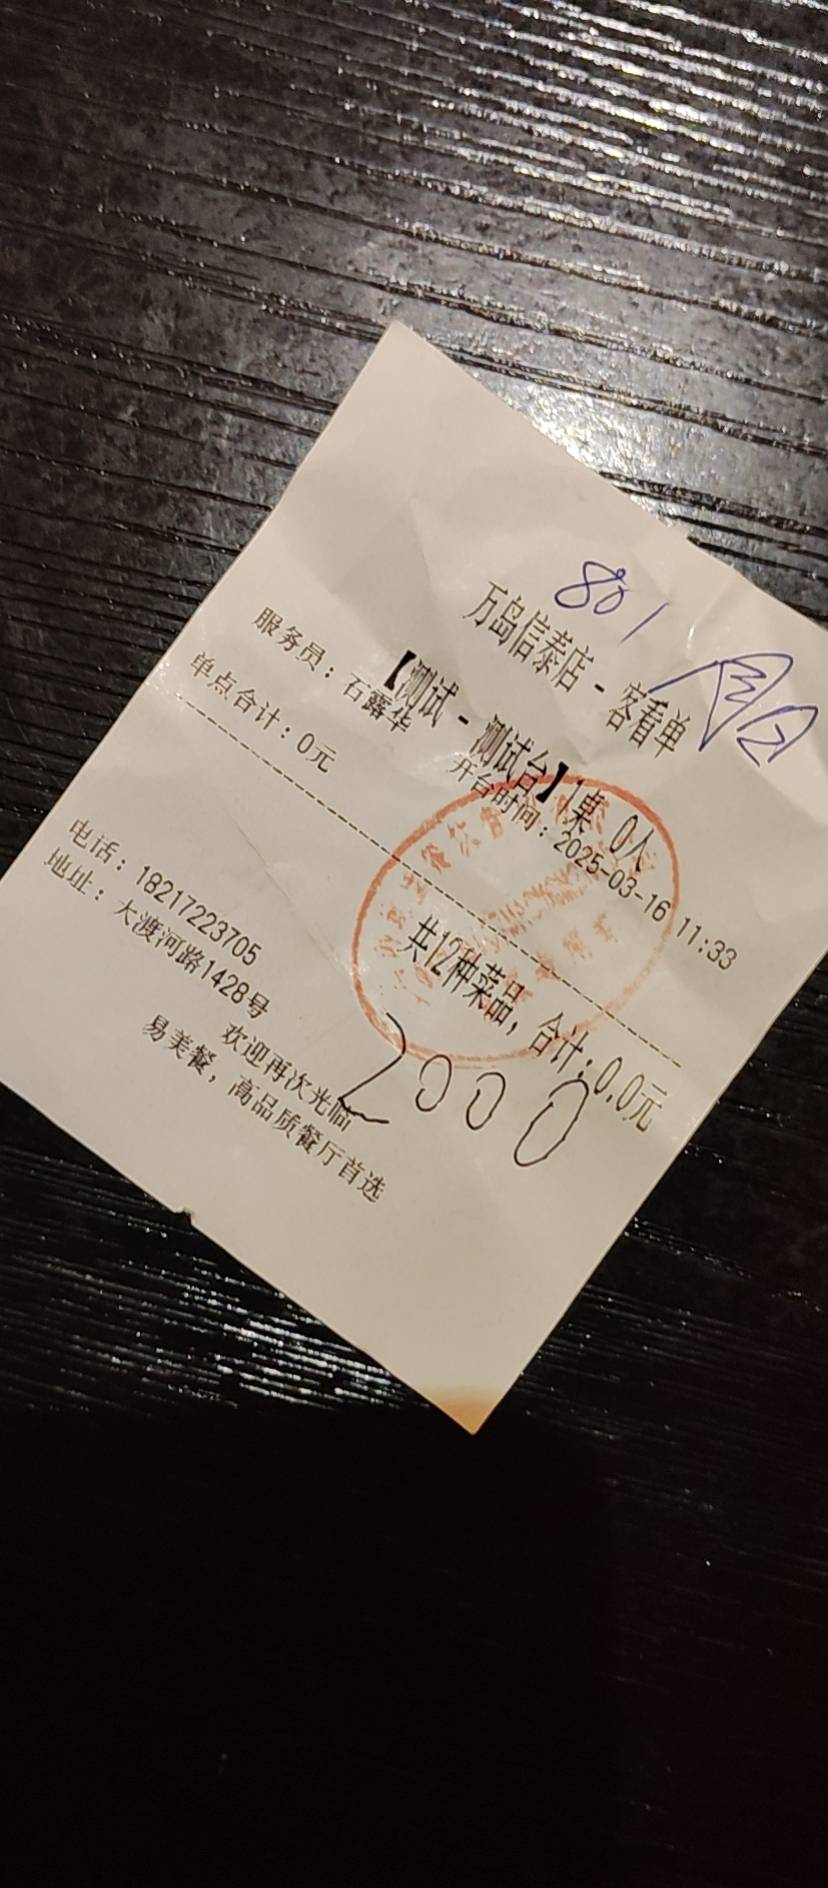 801
万岛信泰店 - 客看单
【测试 - 测试台】1桌 0人
服务员：石露华 开台时间：2025-03-16 11:33
单点合计：0元
共12种菜品，合计：0.0元
2000
电话：18217223705
地址：大渡河路1428号
欢迎再次光临
易美餐，高品质餐厅首选